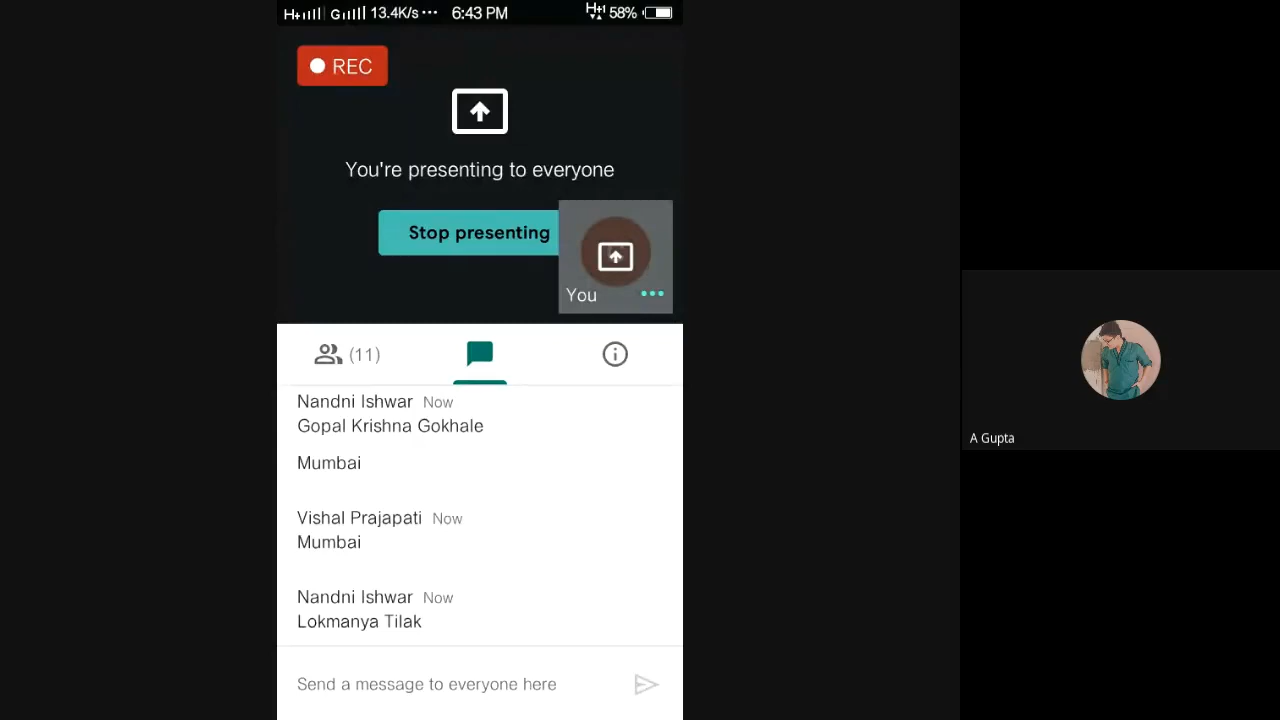 13.4K/s... 6:43 PM 58%
REC
You're presenting to everyone
Stop presenting
You
(11)
Nandni Ishwar Now
Gopal Krishna Gokhale
Mumbai
Vishal Prajapati Now
Mumbai
Nandni Ishwar Now
Lokmanya Tilak
Send a message to everyone here
A Gupta